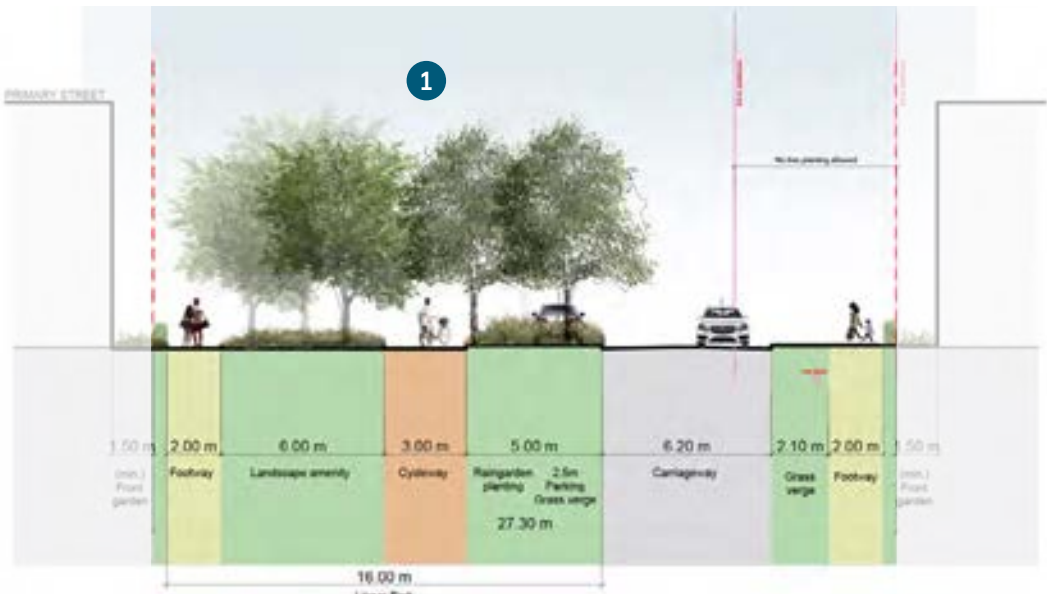 1
PRIMARY STREET
No tree planting allowed
1.50 m 2.00 m 6.00 m 3.00 m 5.00 m 6.20 m 2.10 m 2.00 m 1.50 m
(min.)
Front
garden
Footway
Landscape amenity
Cycleway
Raingarden
planting
2.5m
Parking
Grass verge
Carriageway
Grass
verge
Footway
(min.)
Front
garden
27.30 m
16.00 m
Linear Park